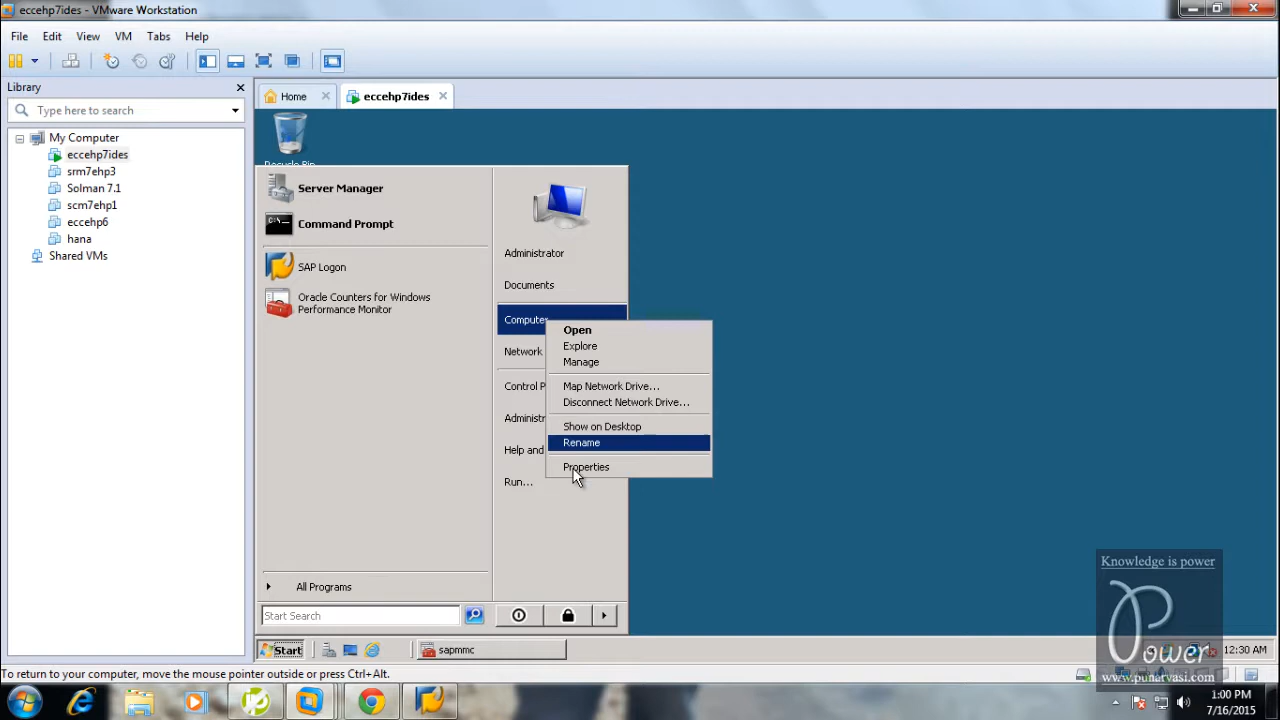 eccehp7ides - VMware Workstation
File Edit View VM Tabs Help
Library
Type here to search
My Computer
eccehp7ides
srm7ehp3
Solman 7.1
scm7ehp1
eccehp6
hana
Shared VMs
Home
eccehp7ides
Recycle Bin
Server Manager
Command Prompt
SAP Logon
Oracle Counters for Windows
Performance Monitor
All Programs
Start Search
Administrator
Documents
Computer
Network
Control P
Administr
Help and
Run...
Open
Explore
Manage
Map Network Drive...
Disconnect Network Drive...
Show on Desktop
Rename
Properties
Start
sapmmc
12:30 AM
Knowledge is power
Power
www.punarvasi.com
To return to your computer, move the mouse pointer outside or press Ctrl+Alt.
1:00 PM
7/16/2015